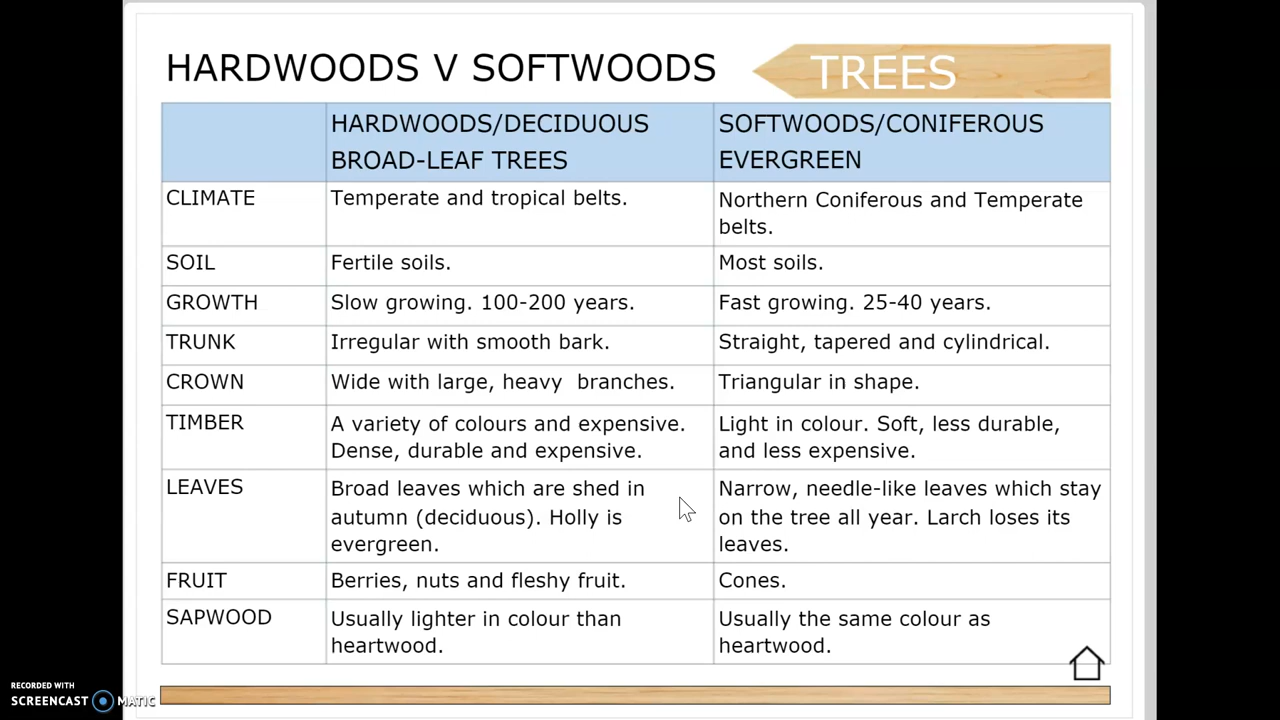 HARDWOODS V SOFTWOODS
TREES
HARDWOODS/DECIDUOUS
BROAD-LEAF TREES
SOFTWOODS/CONIFEROUS
EVERGREEN
CLIMATE
Temperate and tropical belts.
Northern Coniferous and Temperate
belts.
SOIL
Fertile soils.
Most soils.
GROWTH
Slow growing. 100-200 years.
Fast growing. 25-40 years.
TRUNK
Irregular with smooth bark.
Straight, tapered and cylindrical.
CROWN
Wide with large, heavy  branches.
Triangular in shape.
TIMBER
A variety of colours and expensive.
Dense, durable and expensive.
Light in colour. Soft, less durable,
and less expensive.
LEAVES
Broad leaves which are shed in
autumn (deciduous). Holly is
evergreen.
Narrow, needle-like leaves which stay
on the tree all year. Larch loses its
leaves.
FRUIT
Berries, nuts and fleshy fruit.
Cones.
SAPWOOD
Usually lighter in colour than
heartwood.
Usually the same colour as
heartwood.
RECORDED WITH
SCREENCAST MATIC